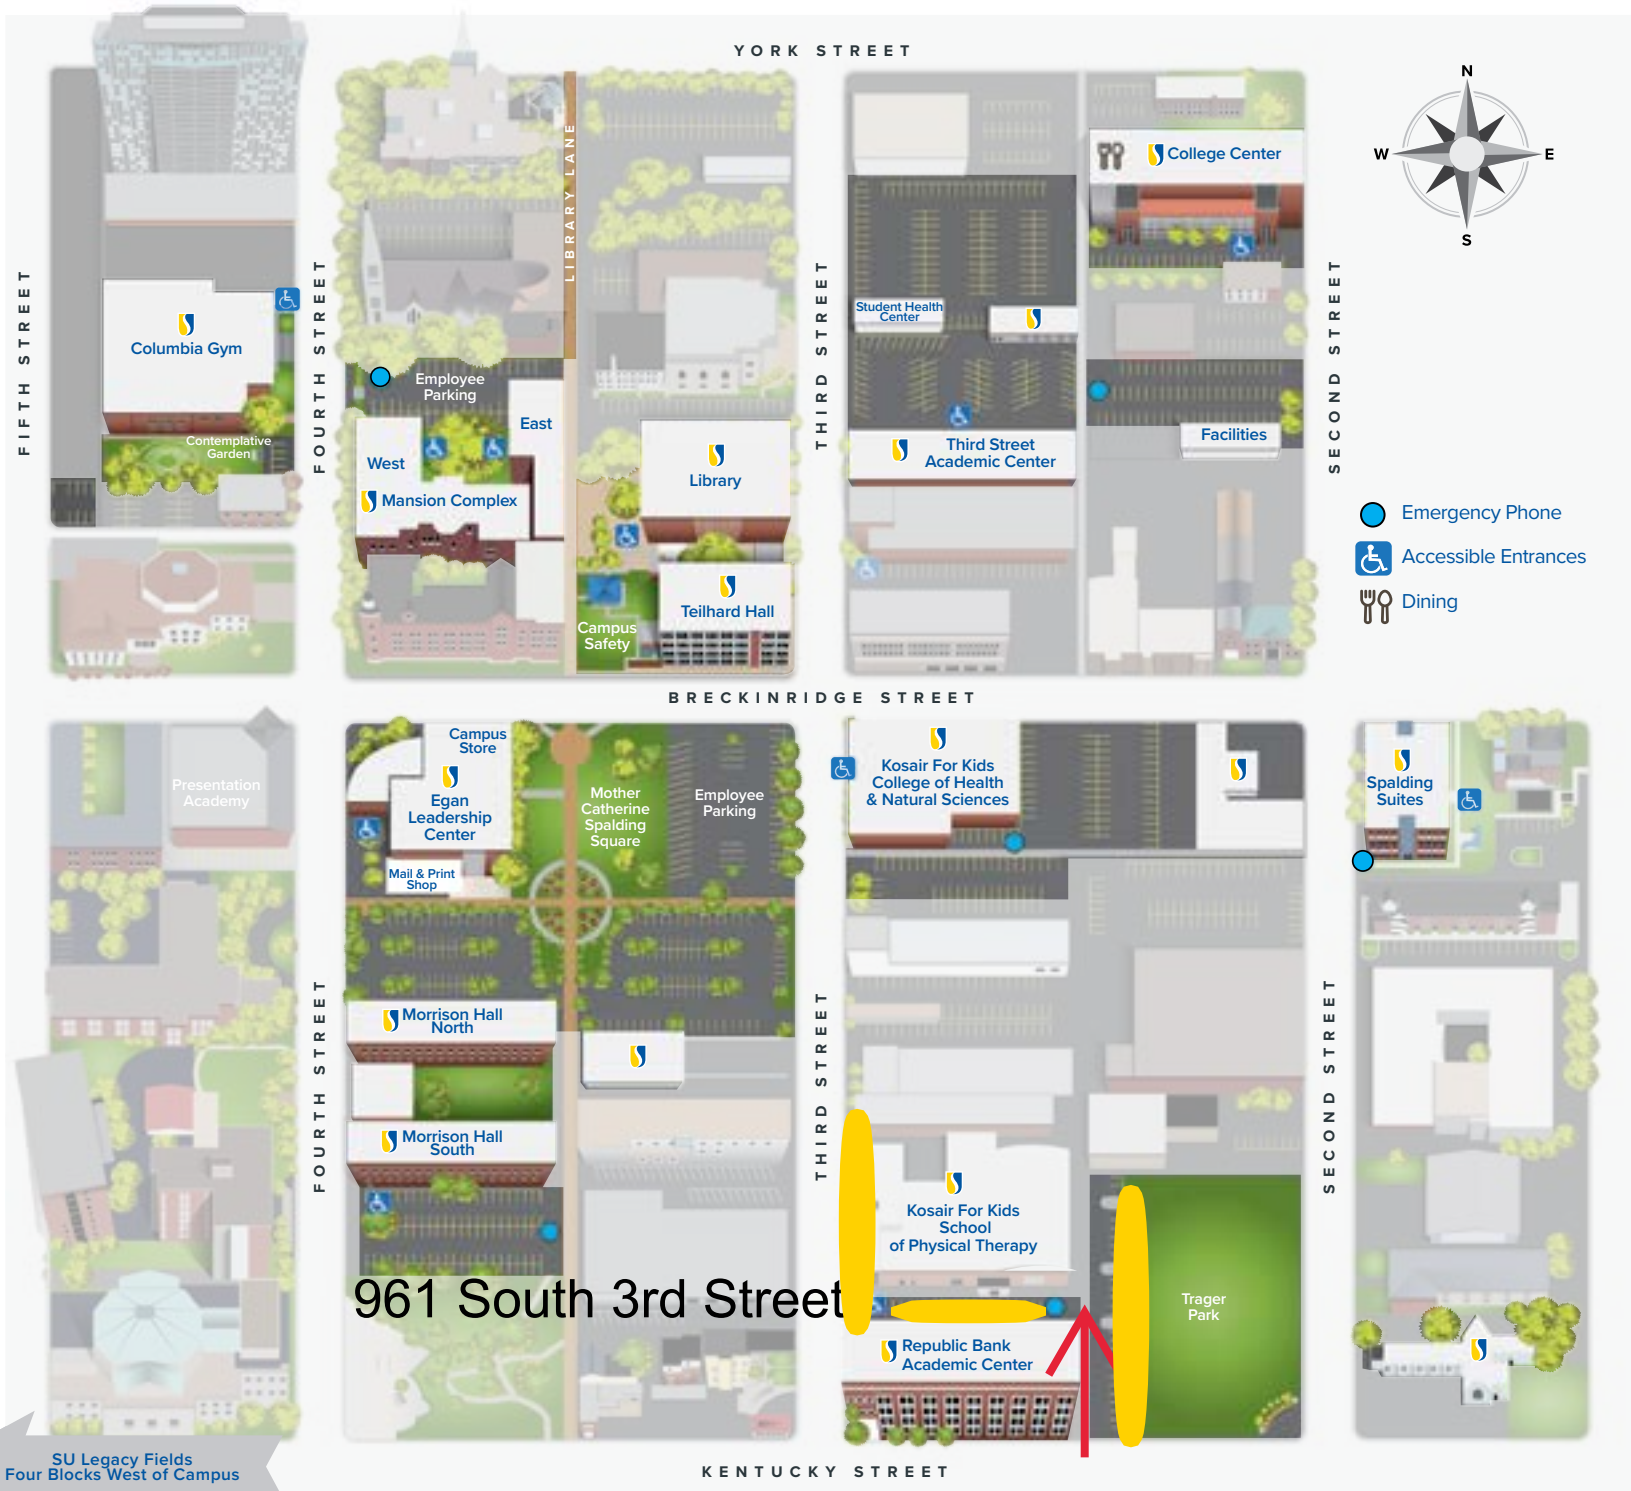 YORK STREET
N
W
E
S
College Center
LIBRARY LANE
FIFTH STREET
FOURTH STREET
THIRD STREET
SECOND STREET
Columbia Gym
Student Health
Center
Employee
Parking
East
West
Mansion Complex
Contemplative
Garden
Library
Third Street
Academic Center
Facilities
Emergency Phone
Accessible Entrances
Dining
Teilhard Hall
Campus
Safety
BRECKINRIDGE STREET
Presentation
Academy
Campus
Store
Egan
Leadership
Center
Mail & Print
Shop
Mother
Catherine
Spalding
Square
Employee
Parking
Kosair For Kids
College of Health
& Natural Sciences
Spalding
Suites
FOURTH STREET
THIRD STREET
SECOND STREET
Morrison Hall
North
Morrison Hall
South
Kosair For Kids
School
of Physical Therapy
961 South 3rd Street
Trager
Park
Republic Bank
Academic Center
SU Legacy Fields
Four Blocks West of Campus
KENTUCKY STREET